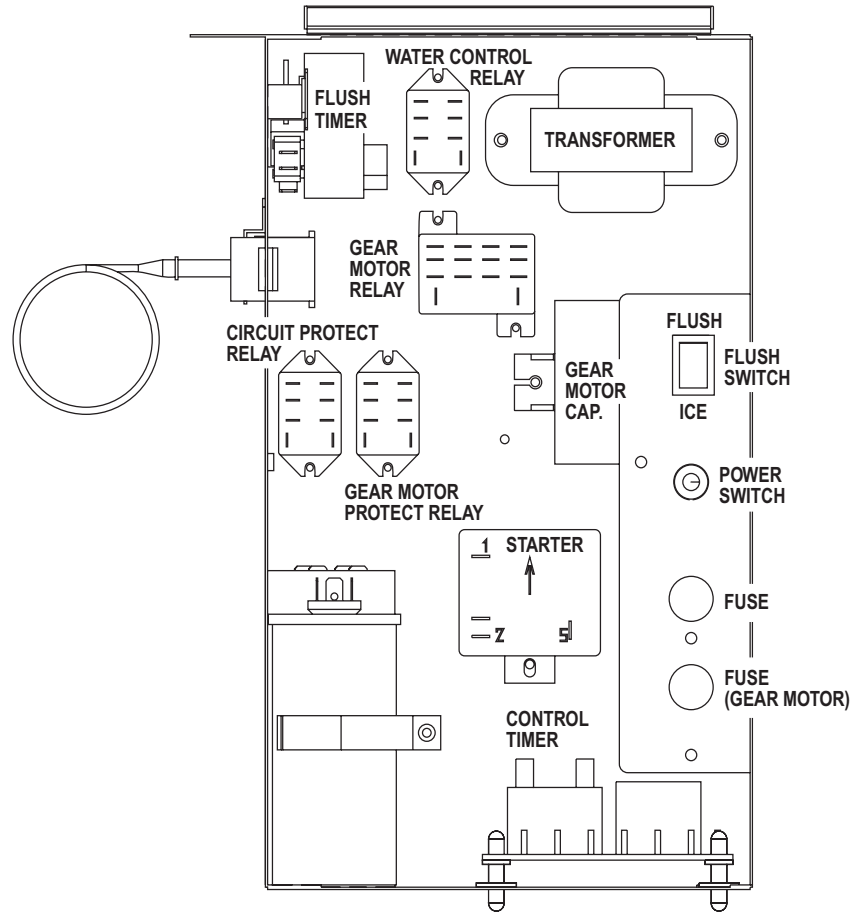 WATER CONTROL
RELAY
FLUSH
TIMER
TRANSFORMER
GEAR
MOTOR
RELAY
CIRCUIT PROTECT
RELAY
FLUSH
FLUSH
SWITCH
ICE
GEAR
MOTOR
CAP.
POWER
SWITCH
GEAR MOTOR
PROTECT RELAY
1 STARTER
2 5
FUSE
FUSE
(GEAR MOTOR)
CONTROL
TIMER